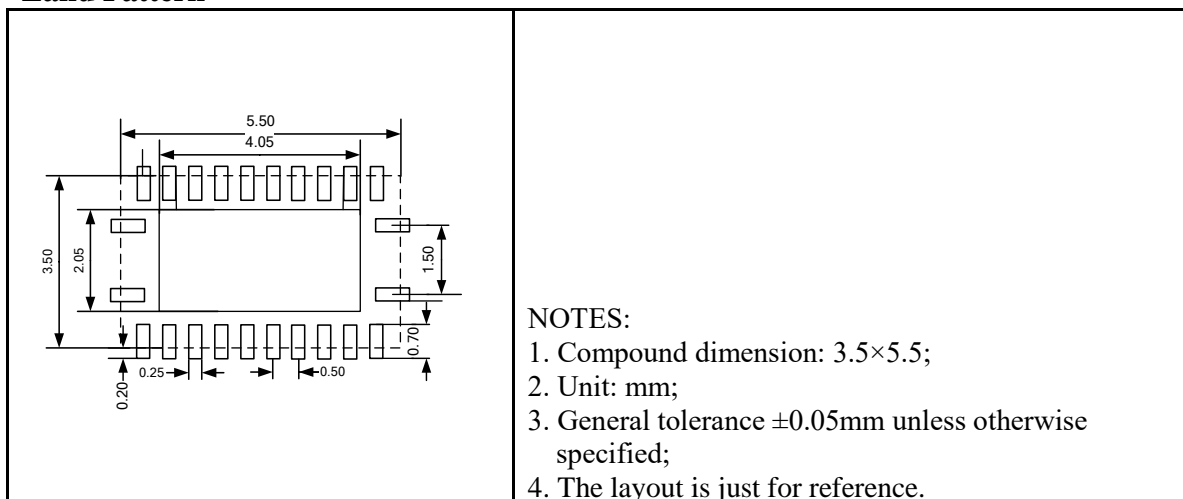 5.50
4.05
3.50
2.05
1.50
0.70
0.25
0.50
0.20
NOTES:
1. Compound dimension: 3.5×5.5;
2. Unit: mm;
3. General tolerance ±0.05mm unless otherwise
specified;
4. The layout is just for reference.